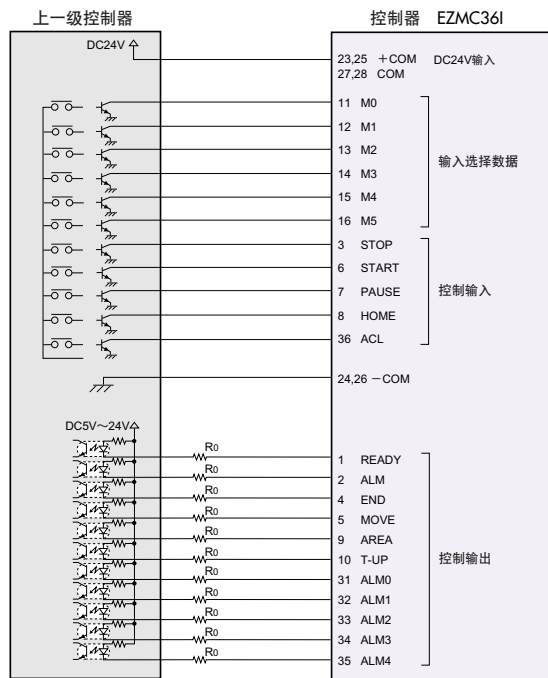 上一级控制器
控制器 EZMC36I
DC24V
23,25 +COM DC24V输入
27,28 COM
11 M0
12 M1
13 M2
输入选择数据
14 M3
15 M4
16 M5
3 STOP
6 START
控制输入
7 PAUSE
8 HOME
36 ACL
24,26 −COM
DC5V～24V
R0 1 READY
R0 2 ALM
R0 4 END
R0 5 MOVE
R0 9 AREA
R0 10 T-UP
控制输出
R0 31 ALM0
R0 32 ALM1
R0 33 ALM2
R0 34 ALM3
R0 35 ALM4